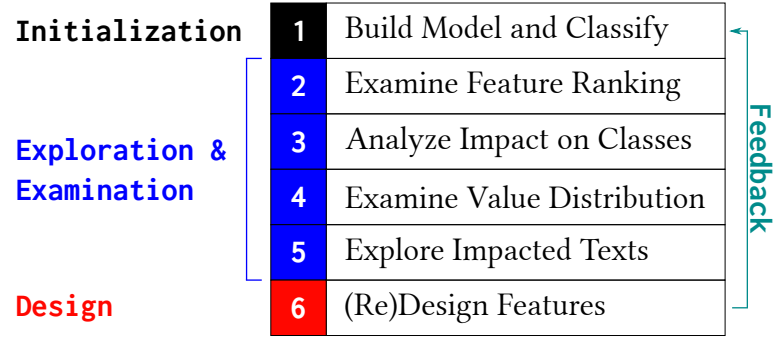 Initialization 1 Build Model and Classify
2 Examine Feature Ranking
Exploration & Examination
3 Analyze Impact on Classes
4 Examine Value Distribution
5 Explore Impacted Texts
Design 6 (Re)Design Features
Feedback